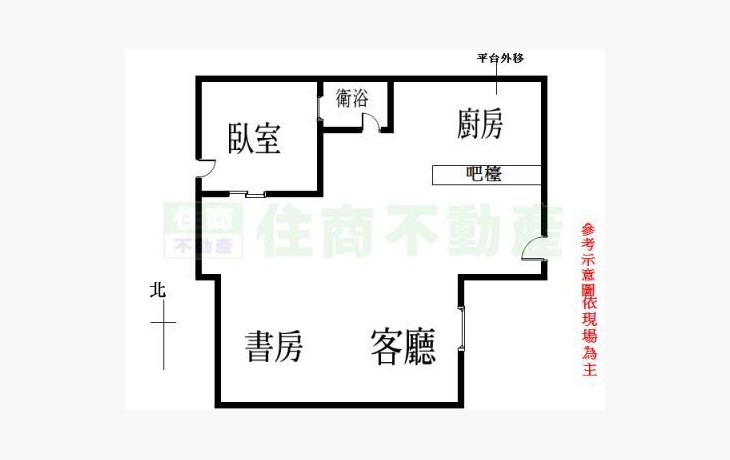 平台外移
衛浴
臥室
廚房
吧檯
住商
不動產
住商不動產
北
書房
客廳
參考示意圖依現場為主